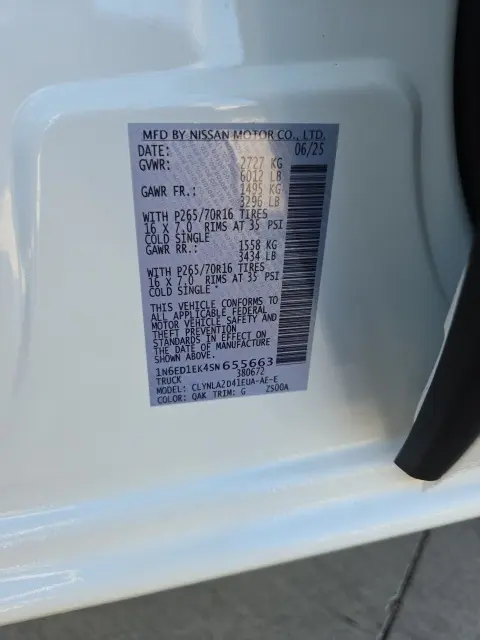 MFD BY NISSAN MOTOR CO., LTD.
DATE: 06/25
GVWR: 2727 KG
6012 LB
GAWR FR.: 1495 KG
3296 LB
WITH P265/70R16 TIRES
16 X 7.0 RIMS AT 35 PSI
COLD SINGLE
GAWR RR.: 1558 KG
3434 LB
WITH P265/70R16 TIRES
16 X 7.0 RIMS AT 35 PSI
COLD SINGLE
THIS VEHICLE CONFORMS TO
ALL APPLICABLE FEDERAL
MOTOR VEHICLE SAFETY AND
THEFT PREVENTION
STANDARDS IN EFFECT ON
THE DATE OF MANUFACTURE
SHOWN ABOVE
1N6ED1EK4SN655663
TRUCK 380672
MODEL: CLYNLA2D41EUA-AE-E
COLOR: QAK TRIM: G ZS00A